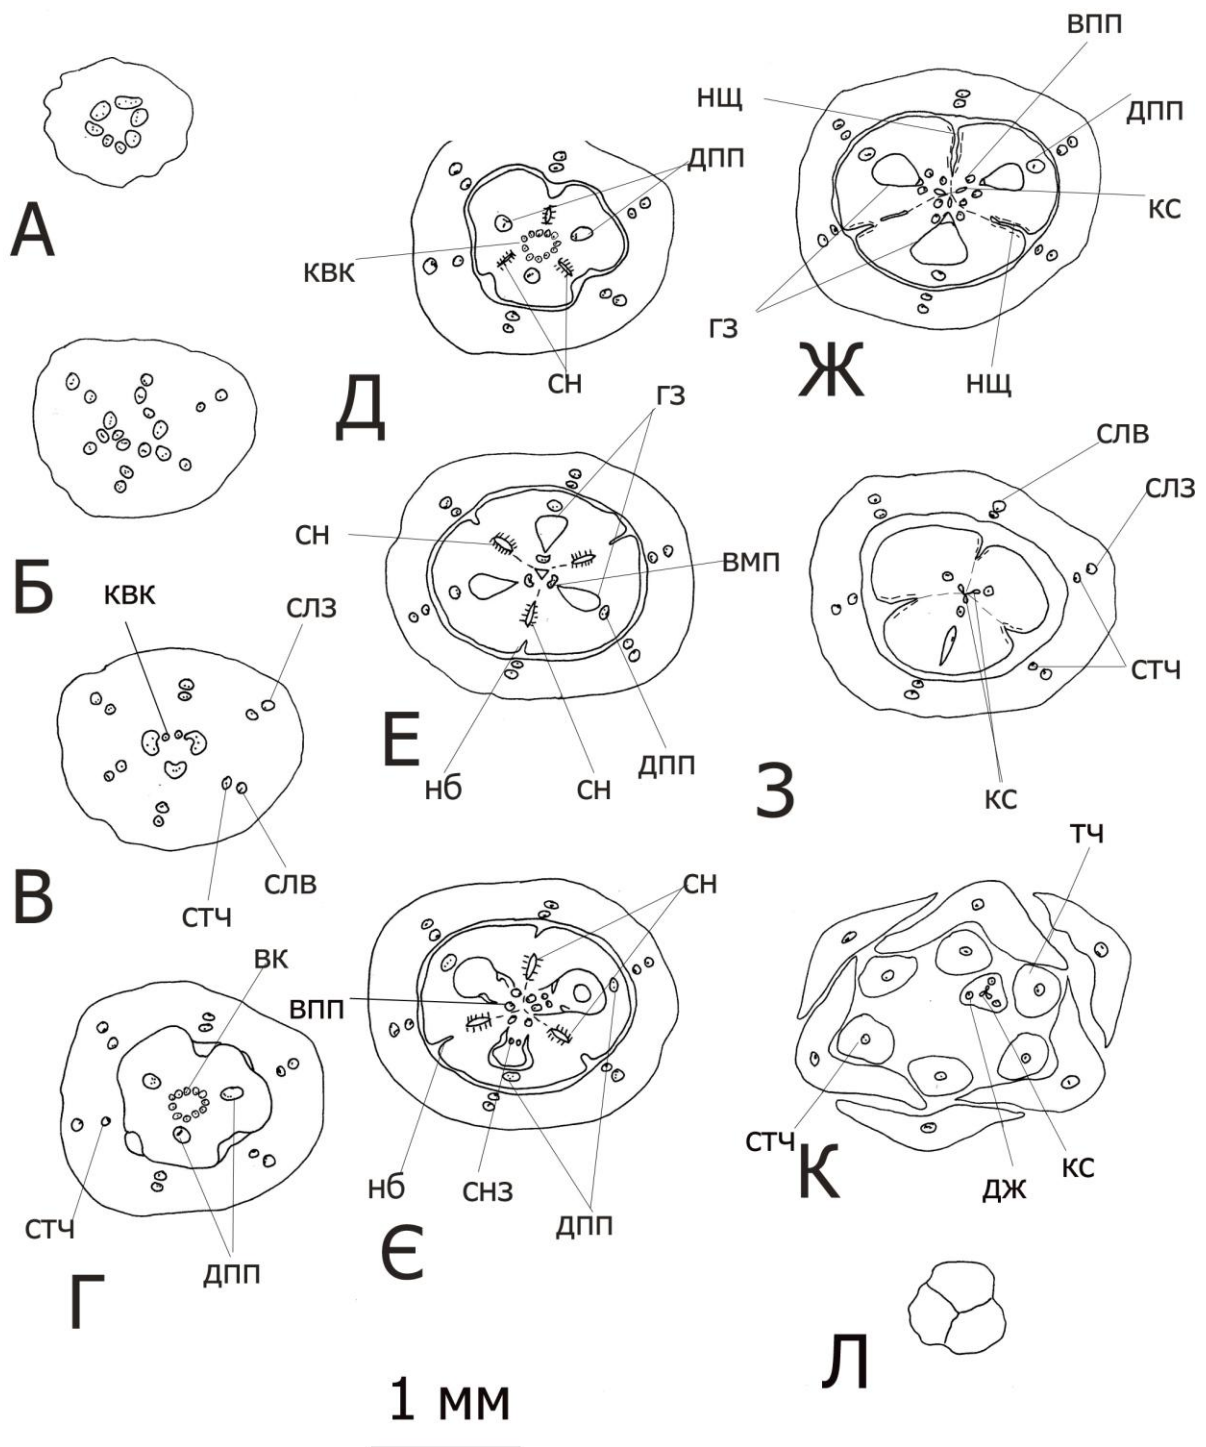 ВПП
НЩ
ДПП
ДПП
А
КС
КВК
ГЗ
СН
НЩ
Д
Ж
ГЗ
СЛВ
СЛЗ
СН
ВМП
Б
КВК
СЛЗ
СТЧ
Е
ДПП
нб
СН
З
КС
ТЧ
В
СЛВ
СТЧ
СН
ВК
ВПП
СТЧ
К
нб
СНЗ
ДЖ
КС
ДПП
СТЧ
Є
ДПП
Г
Л
1 мм